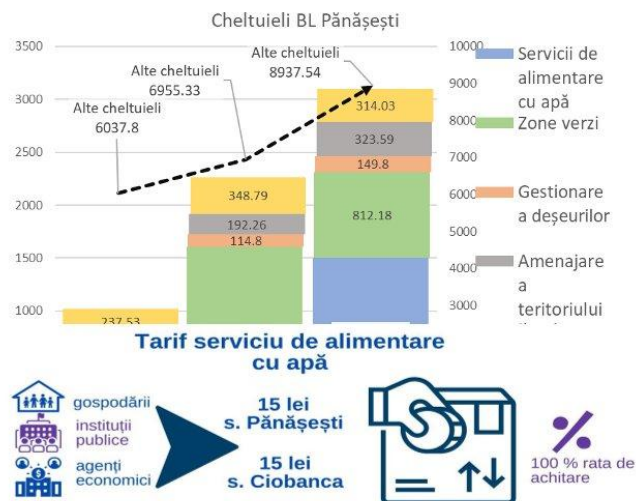 Cheltuieli BL Pănășești
3500
3000
2500
2000
1500
1000
10000
9000
8000
7000
6000
5000
4000
3000
Alte cheltuieli
6037.8
Alte cheltuieli
6955.33
Alte cheltuieli
8937.54
237.53
348.79
192.26
114.8
314.03
323.59
149.8
812.18
Servicii de
alimentare
cu apă
Zone verzi
Gestionare
a deșeurilor
Amenajare
a
teritoriului
Tarif serviciu de alimentare
cu apă
gospodării
instituții
publice
agenți
economici
15 lei
s. Pănășești
15 lei
s. Ciobanca
%
100 % rata de
achitare